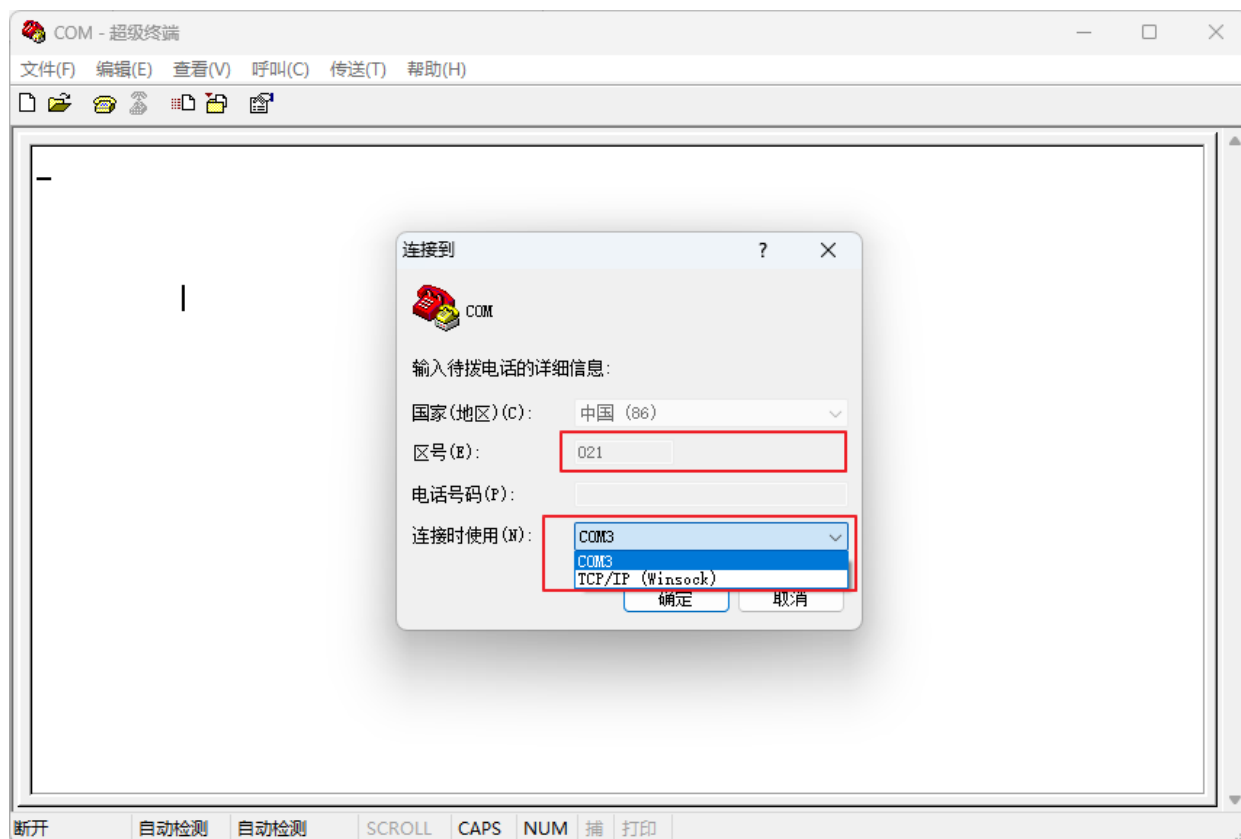 COM - 超级终端
文件(F) 编辑(E) 查看(V) 呼叫(C) 传送(T) 帮助(H)
连接到 ?
COM
输入待拨电话的详细信息:
国家(地区)(C): 中国 (86)
区号(E): 021
电话号码(P):
连接时使用(N): COM3
COM3
TCP/IP (Winsock)
确定 取消
断开 自动检测 自动检测 SCROLL CAPS NUM 捕 打印